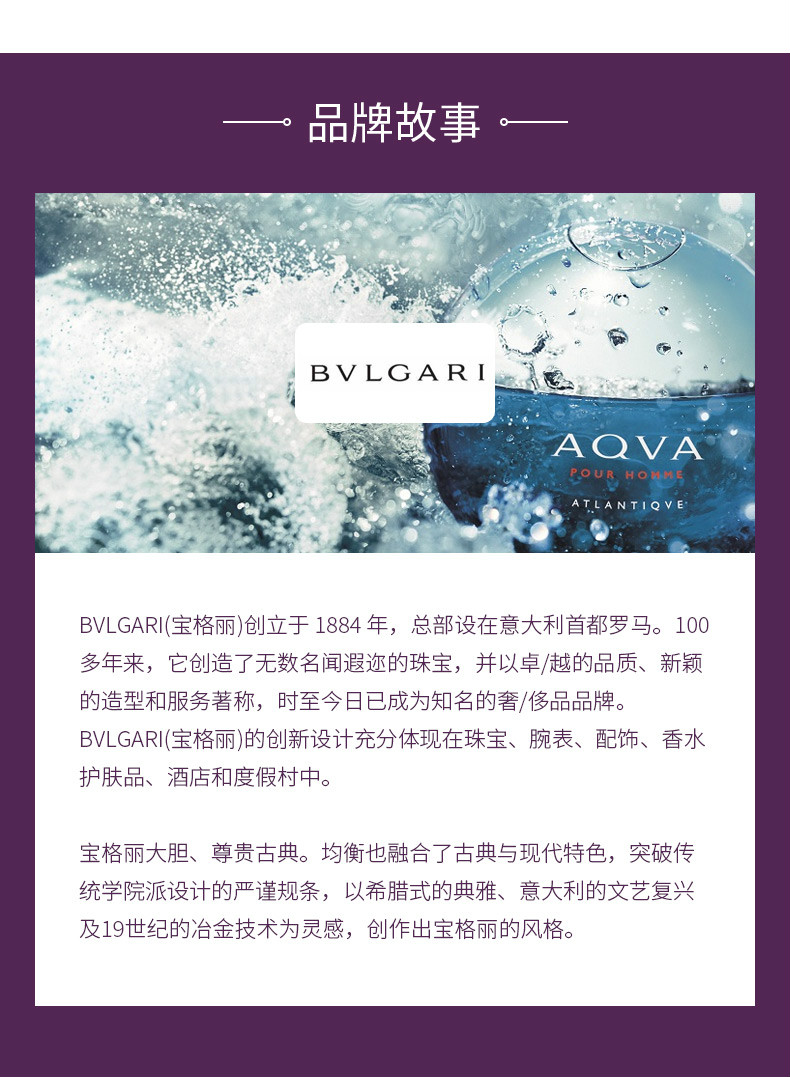 品牌故事
BVLGARI
AQVA
POUR HOMME
ATLANTIQVE
BVLGARI(宝格丽)创立于 1884 年，总部设在意大利首都罗马。100
多年来，它创造了无数名闻遐迩的珠宝，并以卓/越的品质、新颖
的造型和服务著称，时至今日已成为知名的奢/侈品品牌。
BVLGARI(宝格丽)的创新设计充分体现在珠宝、腕表、配饰、香水
护肤品、酒店和度假村中。
宝格丽大胆、尊贵古典。均衡也融合了古典与现代特色，突破传
统学院派设计的严谨规条，以希腊式的典雅、意大利的文艺复兴
及19世纪的冶金技术为灵感，创作出宝格丽的风格。